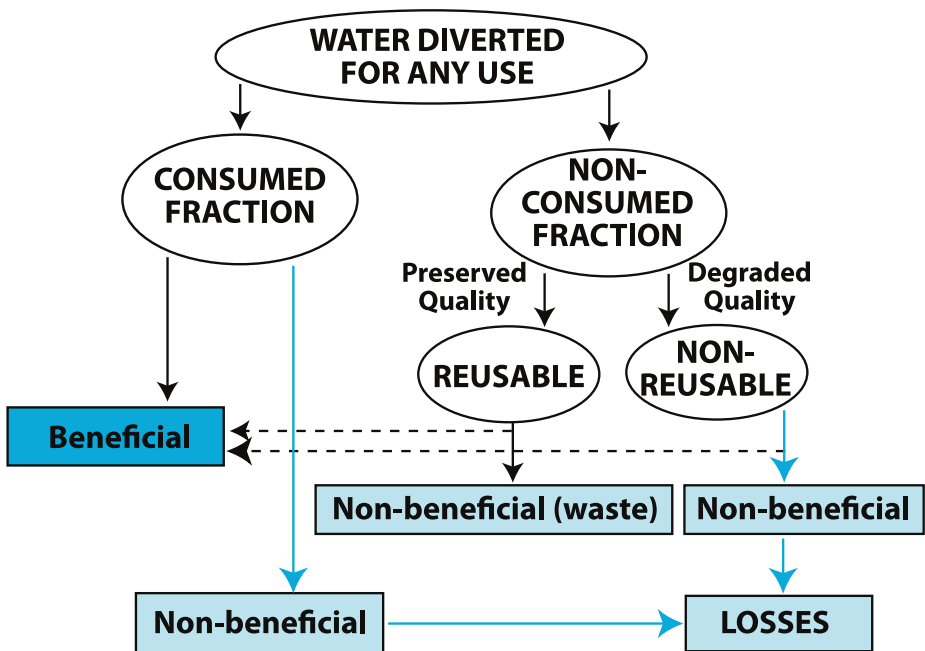 WATER DIVERTED
FOR ANY USE
CONSUMED
FRACTION
NON-
CONSUMED
FRACTION
Preserved
Quality
Degraded
Quality
REUSABLE
NON-
REUSABLE
Beneficial
Non-beneficial (waste)
Non-beneficial
Non-beneficial
LOSSES